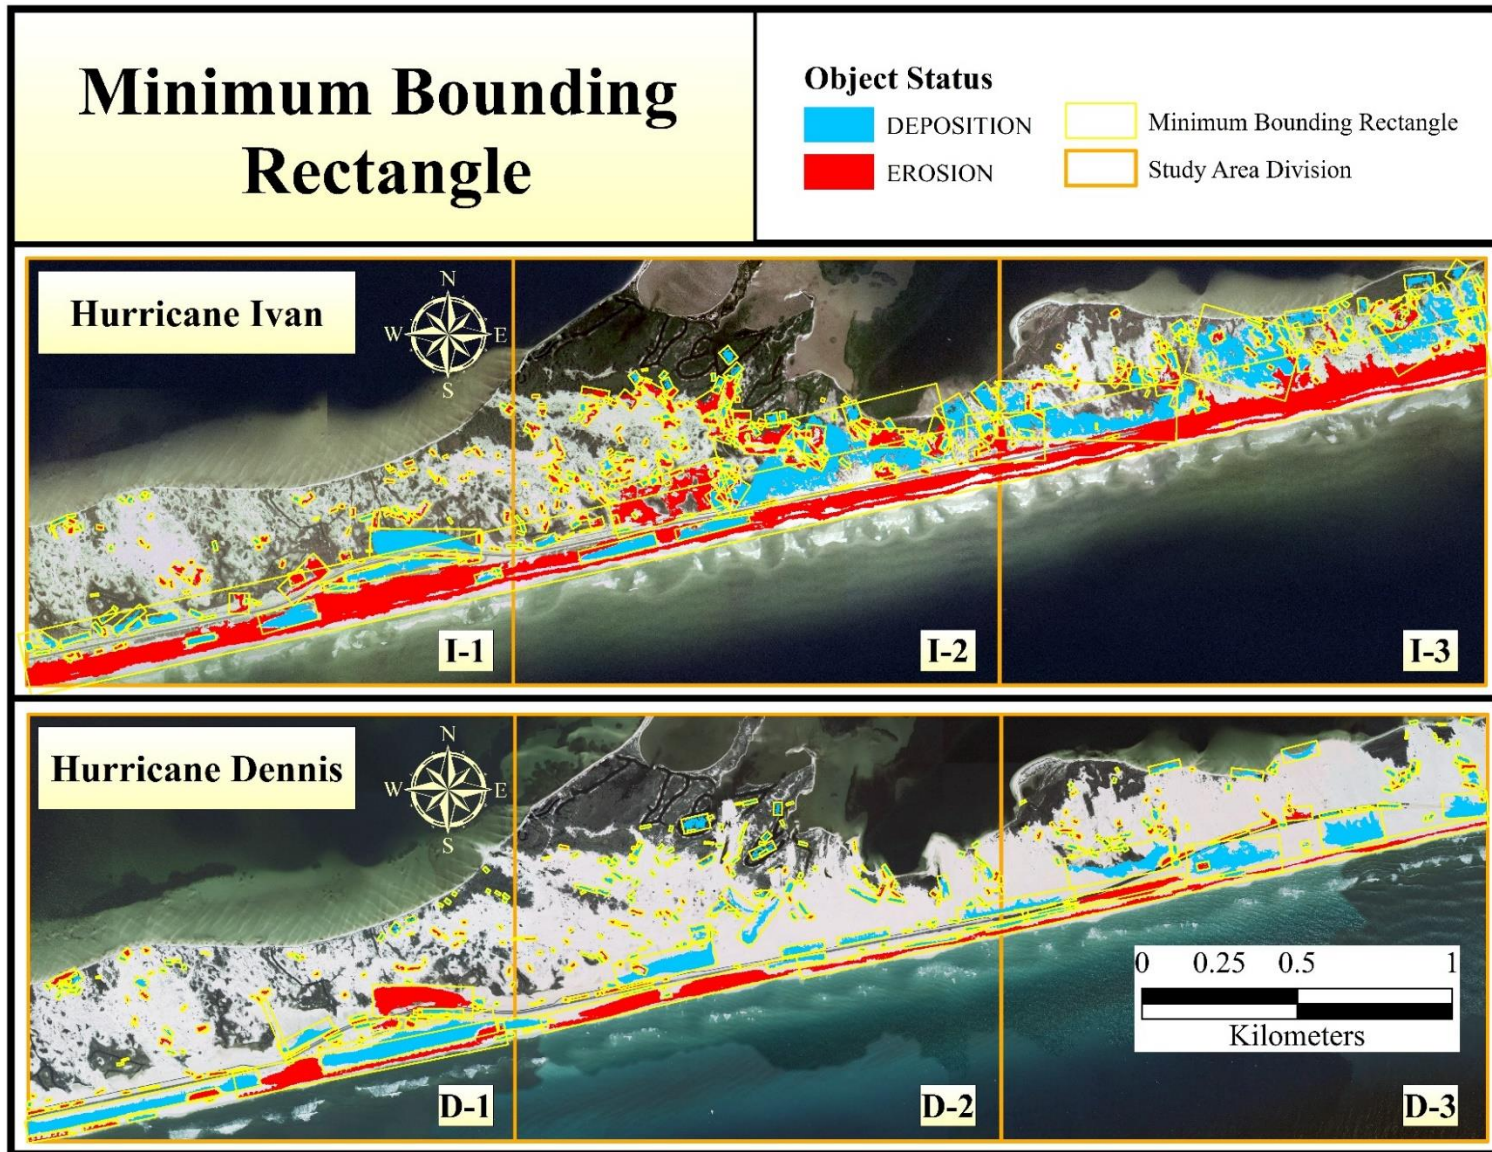 Minimum Bounding
Rectangle
Object Status
DEPOSITION
EROSION
Minimum Bounding Rectangle
Study Area Division
Hurricane Ivan
N
W E
S
I-1
I-2
I-3
Hurricane Dennis
N
W E
S
0 0.25 0.5 1
Kilometers
D-1
D-2
D-3